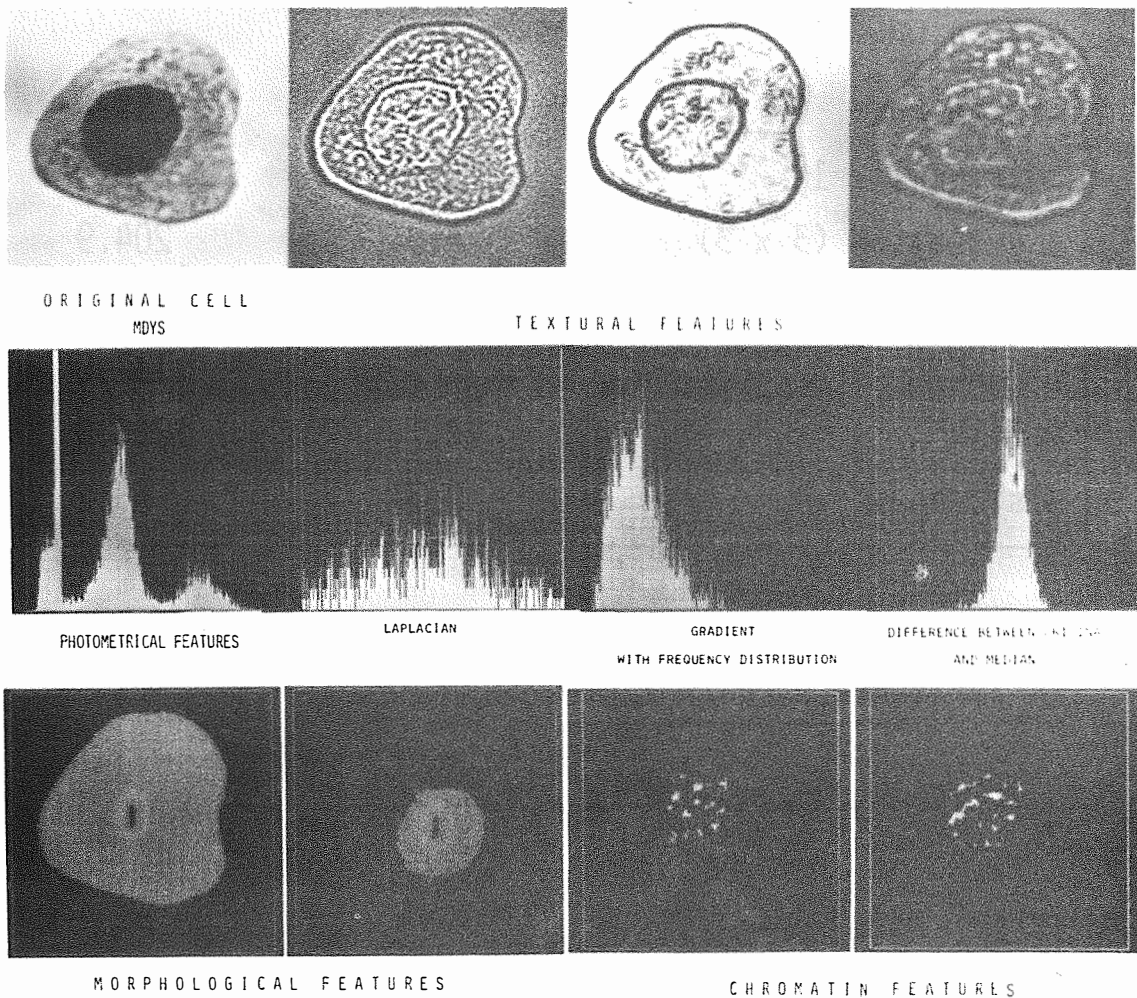 ORIGINAL CELL
MDYS
TEXTURAL FEATURES
PHOTOMETRICAL FEATURES
LAPLACIAN
GRADIENT
WITH FREQUENCY DISTRIBUTION
DIFFERENCE BETWEEN
AND MEDIAN
MORPHOLOGICAL FEATURES
CHROMATIN FEATURES